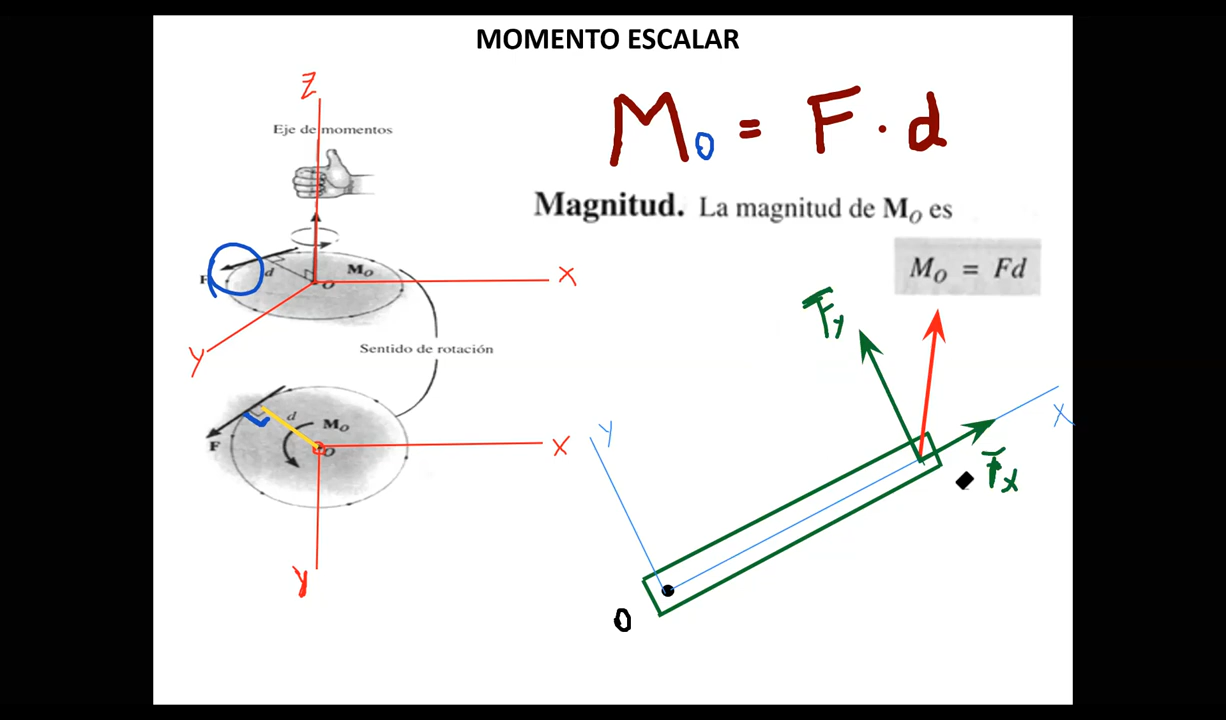 MOMENTO ESCALAR
Z
Eje de momentos
M0 = F · d
Magnitud. La magnitud de MO es
MO = Fd
F
d
MO
O
X
Y
Sentido de rotación
F
d
MO
O
X
Y
Fy
Fx
Y
X
O